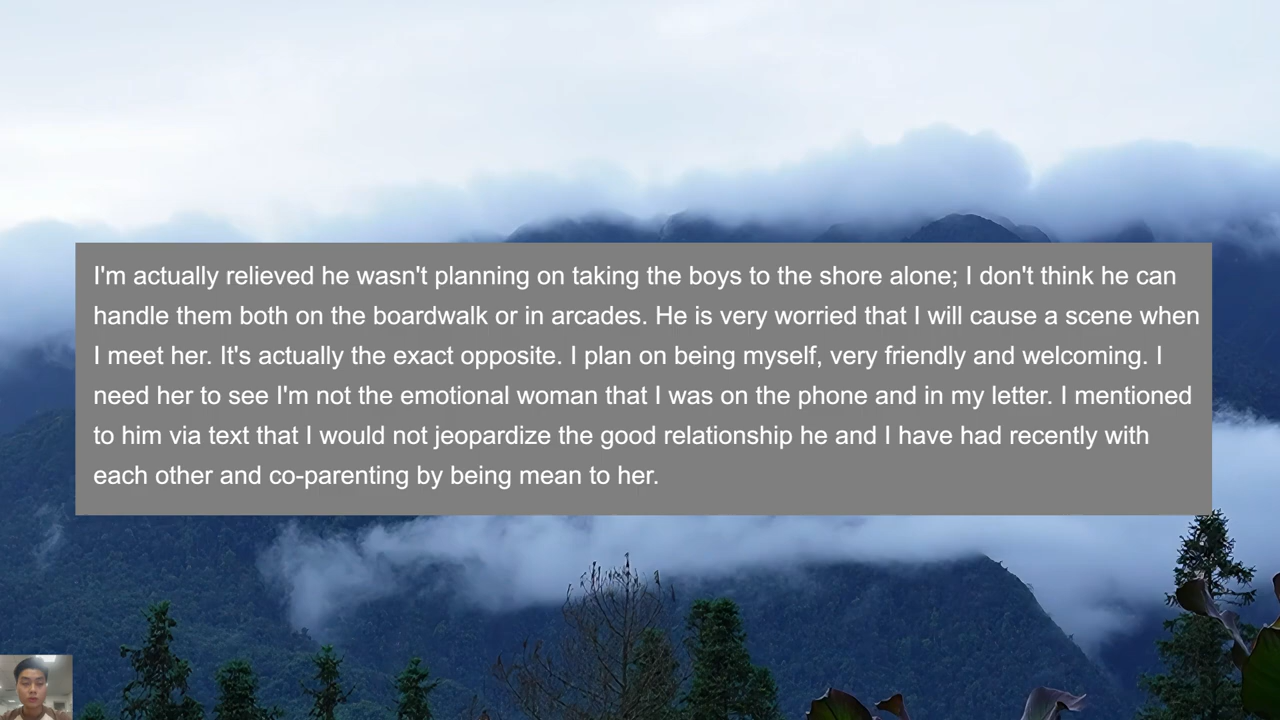 I'm actually relieved he wasn't planning on taking the boys to the shore alone; I don't think he can
handle them both on the boardwalk or in arcades. He is very worried that I will cause a scene when
I meet her. It's actually the exact opposite. I plan on being myself, very friendly and welcoming. I
need her to see I'm not the emotional woman that I was on the phone and in my letter. I mentioned
to him via text that I would not jeopardize the good relationship he and I have had recently with
each other and co-parenting by being mean to her.